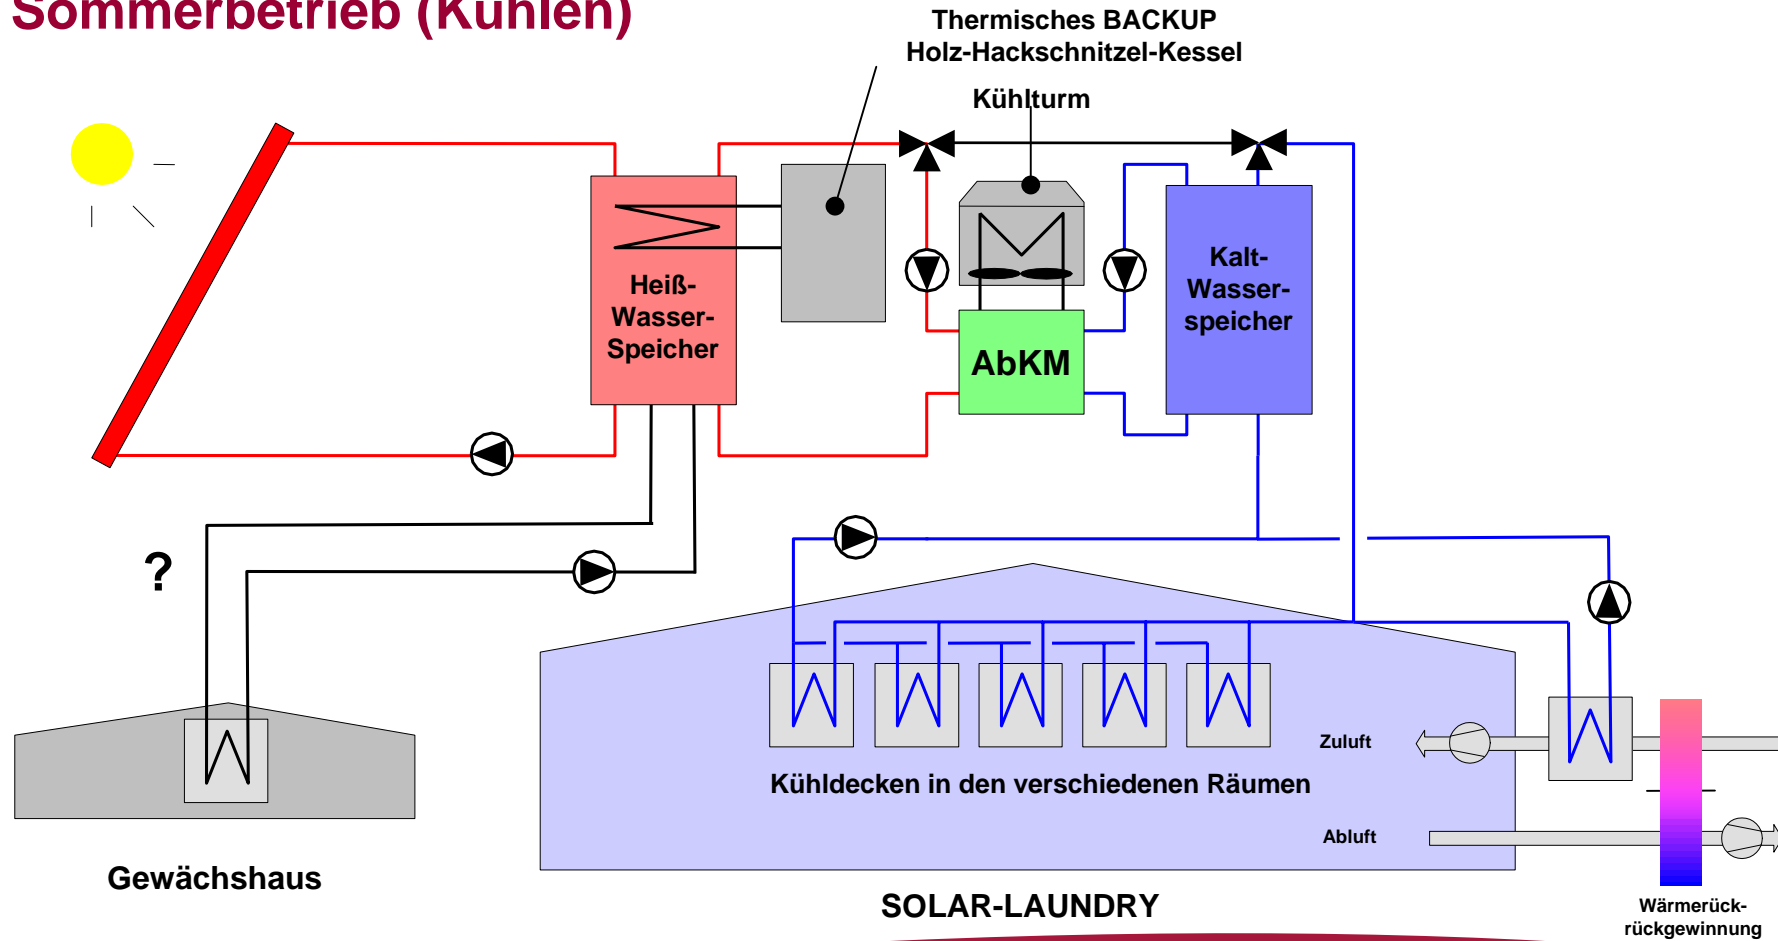 Sommerbetrieb (Kühlen)
Thermisches BACKUP
Holz-Hackschnitzel-Kessel
Kühlturm
Heiß-
Wasser-
Speicher
AbKM
Kalt-
Wasser-
speicher
?
Zuluft
Kühldecken in den verschiedenen Räumen
Abluft
Gewächshaus
SOLAR-LAUNDRY
Wärmerück-
rückgewinnung